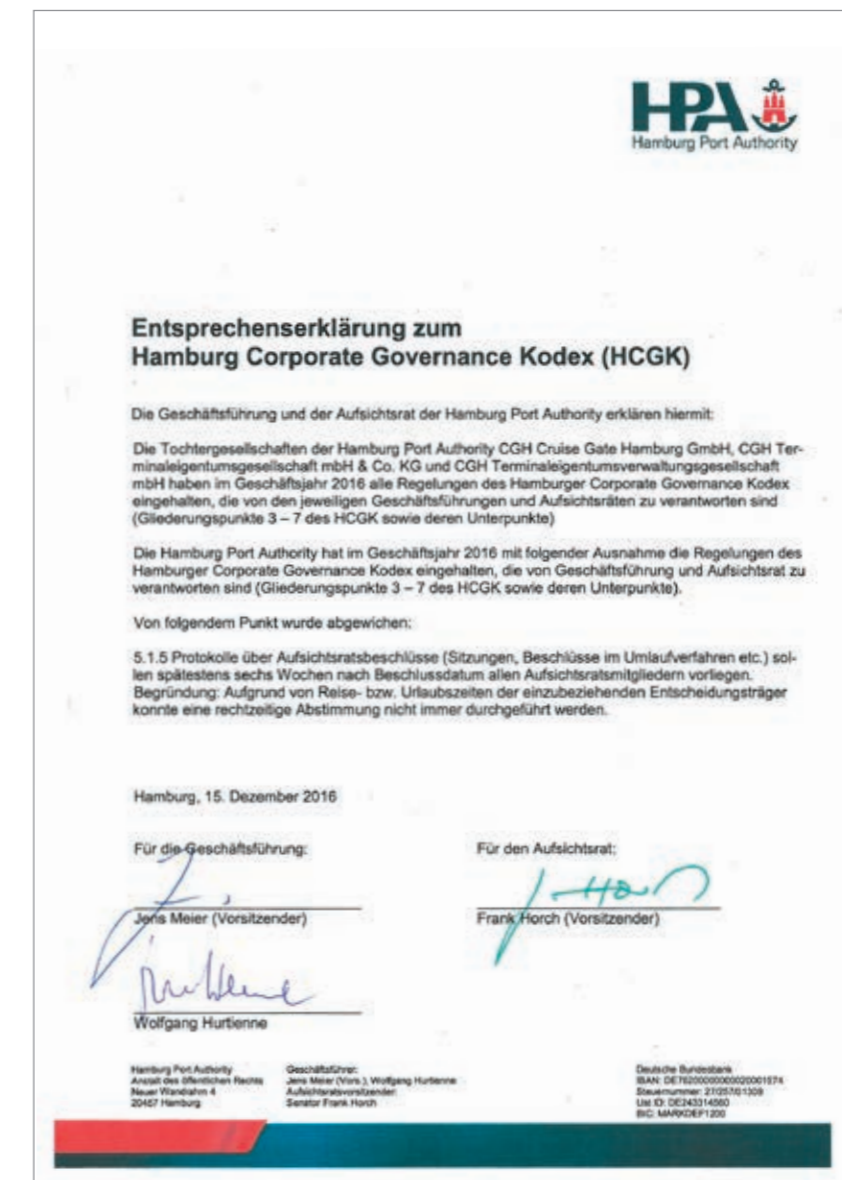 HPA
Hamburg Port Authority
Entsprechenserklärung zum
Hamburg Corporate Governance Kodex (HCGK)
Die Geschäftsführung und der Aufsichtsrat der Hamburg Port Authority erklären hiermit:
Die Tochtergesellschaften der Hamburg Port Authority CGH Cruise Gate Hamburg GmbH, CGH Ter-
minaleigentumsgesellschaft mbH & Co. KG und CGH Terminaleigentumsverwaltungsgesellschaft
mbH haben im Geschäftsjahr 2016 alle Regelungen des Hamburger Corporate Governance Kodex
eingehalten, die von den jeweiligen Geschäftsführungen und Aufsichtsräten zu verantworten sind
(Gliederungspunkte 3 – 7 des HCGK sowie deren Unterpunkte)
Die Hamburg Port Authority hat im Geschäftsjahr 2016 mit folgender Ausnahme die Regelungen des
Hamburger Corporate Governance Kodex eingehalten, die von Geschäftsführung und Aufsichtsrat zu
verantworten sind (Gliederungspunkte 3 – 7 des HCGK sowie deren Unterpunkte).
Von folgendem Punkt wurde abgewichen:
5.1.5 Protokolle über Aufsichtsratsbeschlüsse (Sitzungen, Beschlüsse im Umlaufverfahren etc.) sol-
len spätestens sechs Wochen nach Beschlussdatum allen Aufsichtsratsmitgliedern vorliegen.
Begründung: Aufgrund von Reise- bzw. Urlaubszeiten der einzubeziehenden Entscheidungsträger
konnte eine rechtzeitige Abstimmung nicht immer durchgeführt werden.
Hamburg, 15. Dezember 2016
Für die Geschäftsführung:
Für den Aufsichtsrat:
Jens Meier (Vorsitzender)
Frank Horch (Vorsitzender)
Wolfgang Hurtienne
Hamburg Port Authority
Anstalt des öffentlichen Rechts
Neuer Wandrahm 4
20457 Hamburg
Geschäftsführer:
Jens Meier (Vors.), Wolfgang Hurtienne
Aufsichtsratsvorsitzender:
Senator Frank Horch
Deutsche Bundesbank
IBAN:
Steuernummer: 27/257/01309
Ust ID: DE243314560
BIC: MARKDEF1200